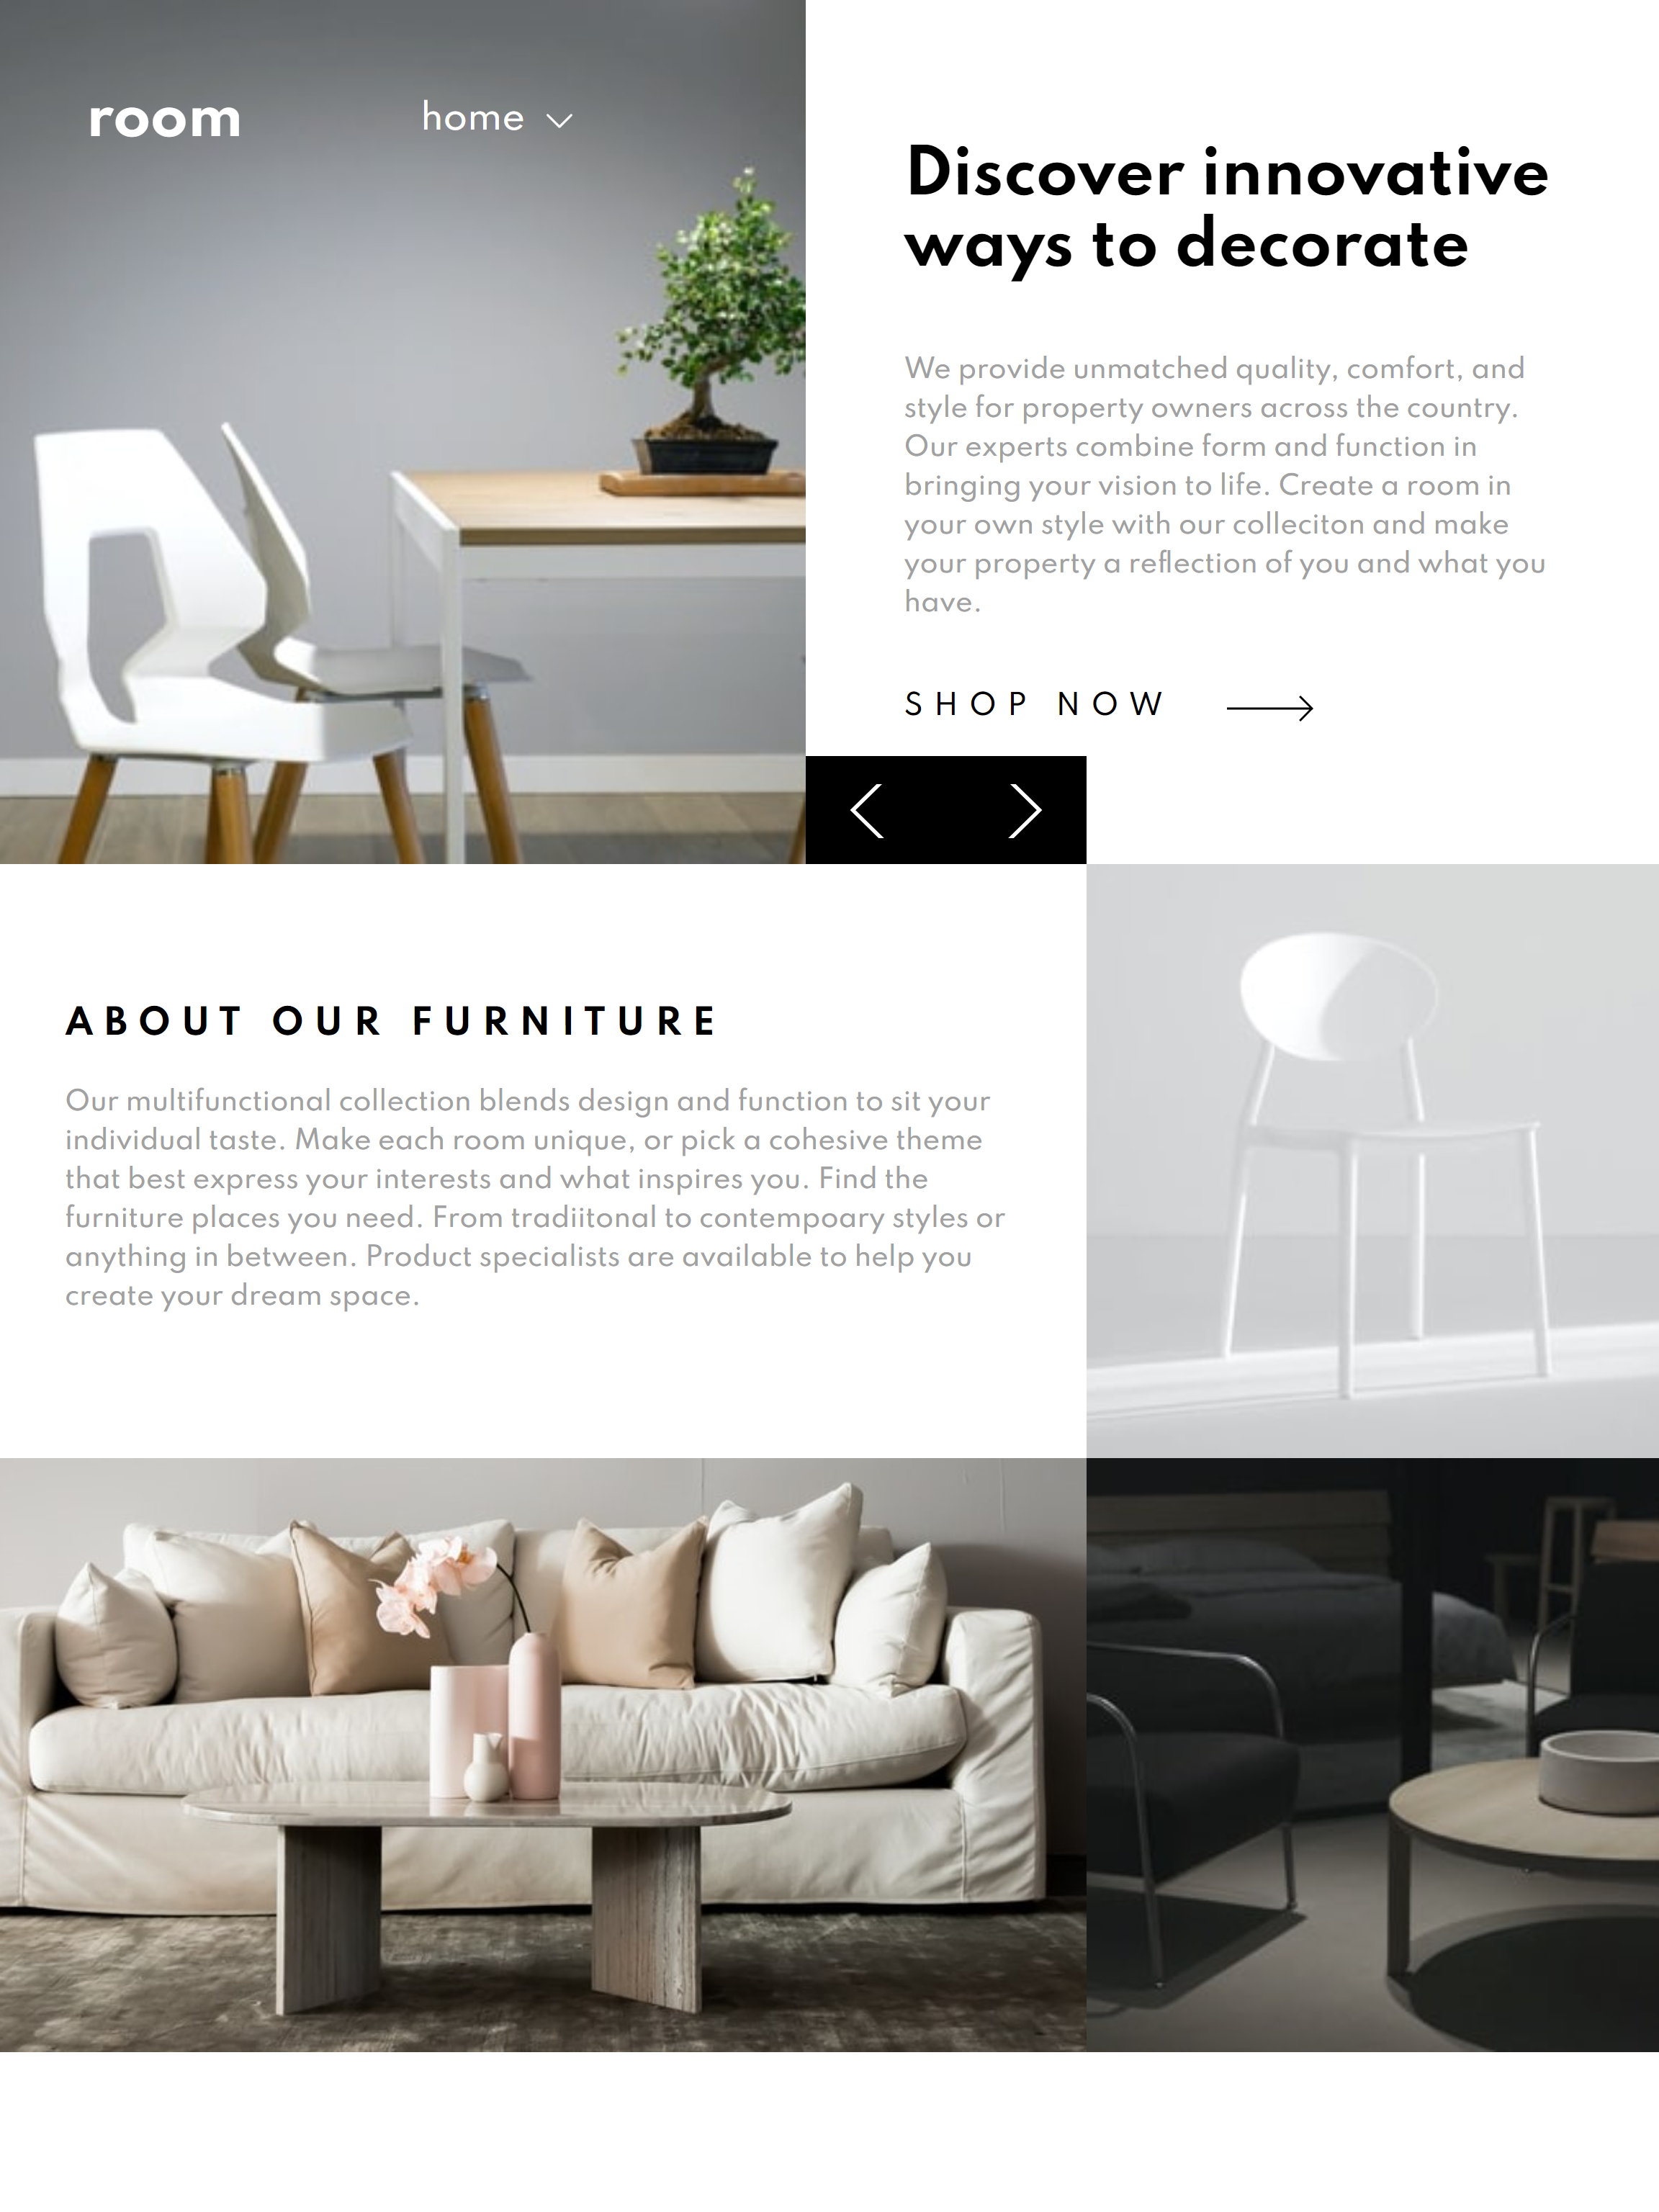 room
home
Discover innovative
ways to decorate
We provide unmatched quality, comfort, and
style for property owners across the country.
Our experts combine form and function in
bringing your vision to life. Create a room in
your own style with our colleciton and make
your property a reflection of you and what you
have.
SHOP NOW
ABOUT OUR FURNITURE
Our multifunctional collection blends design and function to sit your
individual taste. Make each room unique, or pick a cohesive theme
that best express your interests and what inspires you. Find the
furniture places you need. From tradiitonal to contempoary styles or
anything in between. Product specialists are available to help you
create your dream space.